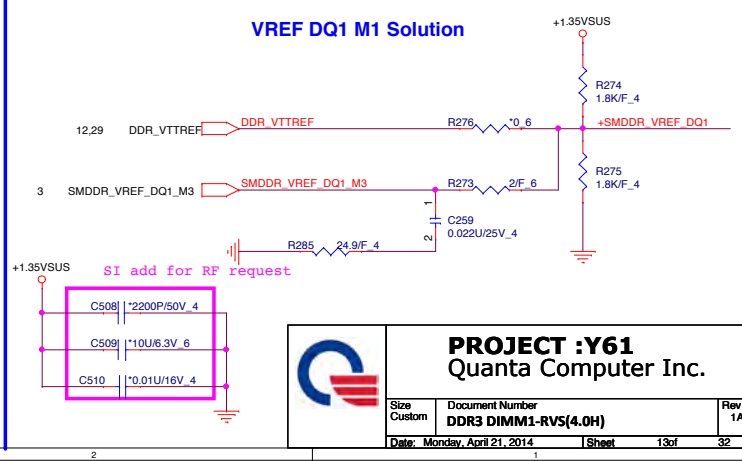 VREF DQ1 M1 Solution
+1.35VSUS
R274
1.8K/F_4
12,29 DDR_VTTREF DDR_VTTREF R276 *0_6 +SMDDR_VREF_DQ1
R275
1.8K/F_4
3 SMDDR_VREF_DQ1_M3 SMDDR_VREF_DQ1_M3 R273 2/F_6
1
2
C259
0.022U/25V_4
R285 24.9/F_4
+1.35VSUS
SI add for RF request
C508 *2200P/50V_4
C509 *10U/6.3V_6
C510 *0.01U/16V_4
PROJECT :Y61
Quanta Computer Inc.
Size Document Number Rev
Custom DDR3 DIMM1-RVS(4.0H) 1A
Date: Monday, April 21, 2014 Sheet 13of 32
2 1